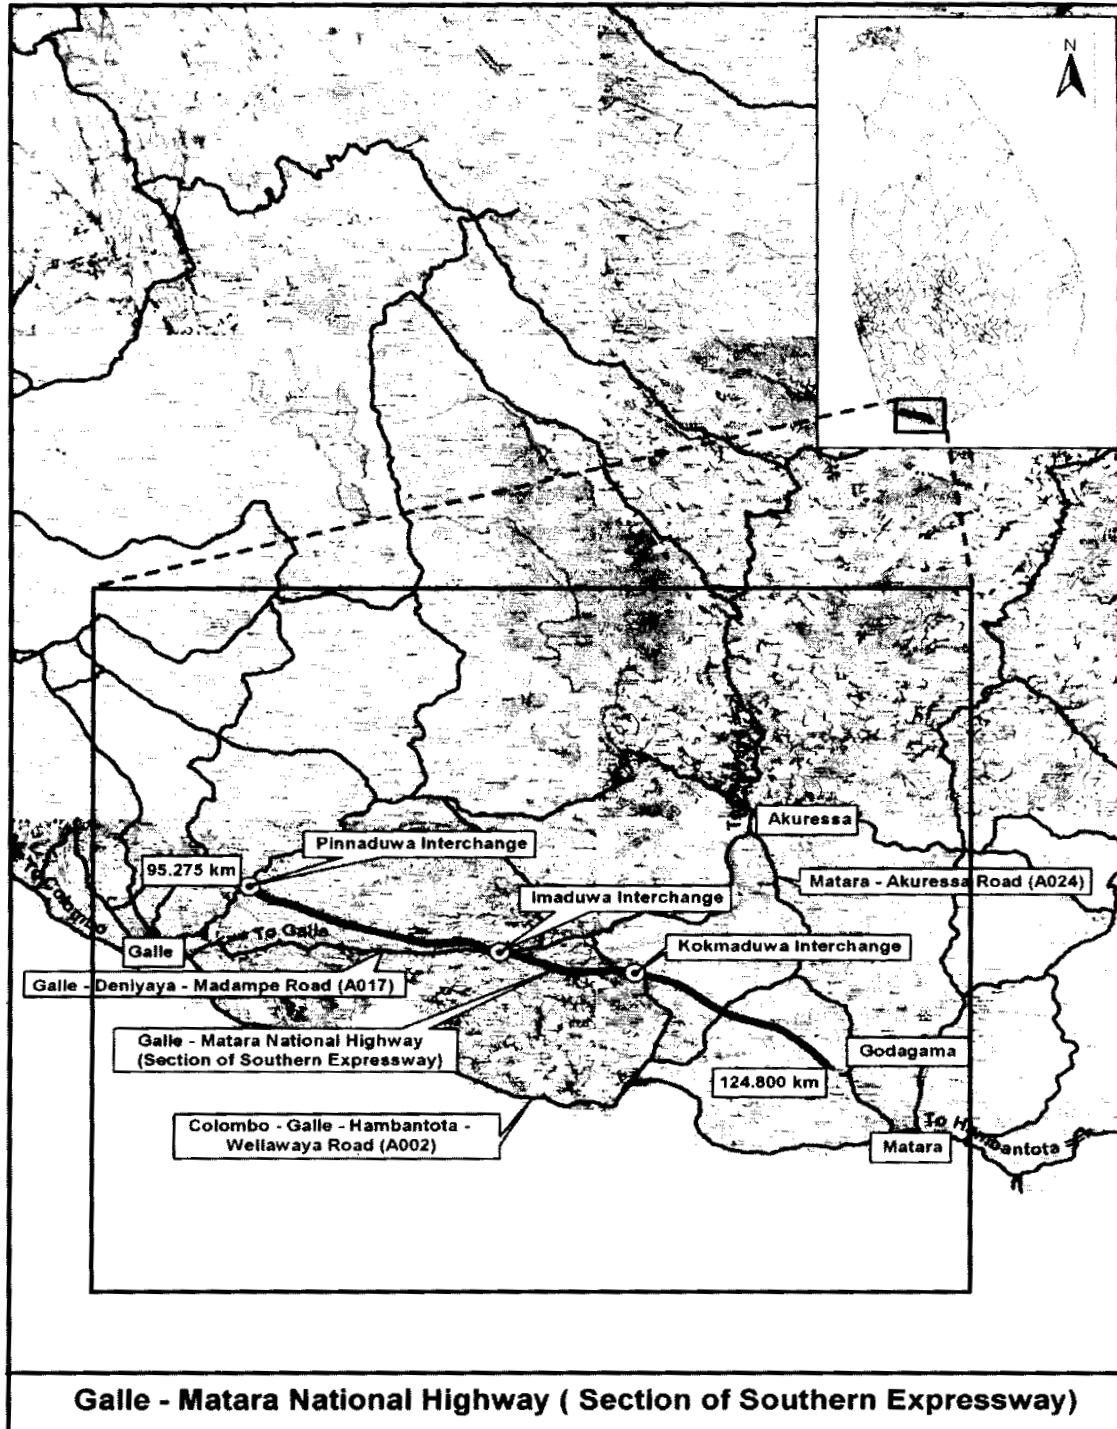 N
Akuressa
Pinnaduwa Interchange
95.275 km
Matara - Akuressa Road (A024)
Imaduwa Interchange
To Colombo
To Galle
Kokmaduwa Interchange
Galle
Galle - Deniyaya - Madampe Road (A017)
Galle - Matara National Highway
(Section of Southern Expressway)
Godagama
124.800 km
Colombo - Galle - Hambantota -
Wellawaya Road (A002)
To Hambantota
Matara
Galle - Matara National Highway ( Section of Southern Expressway)